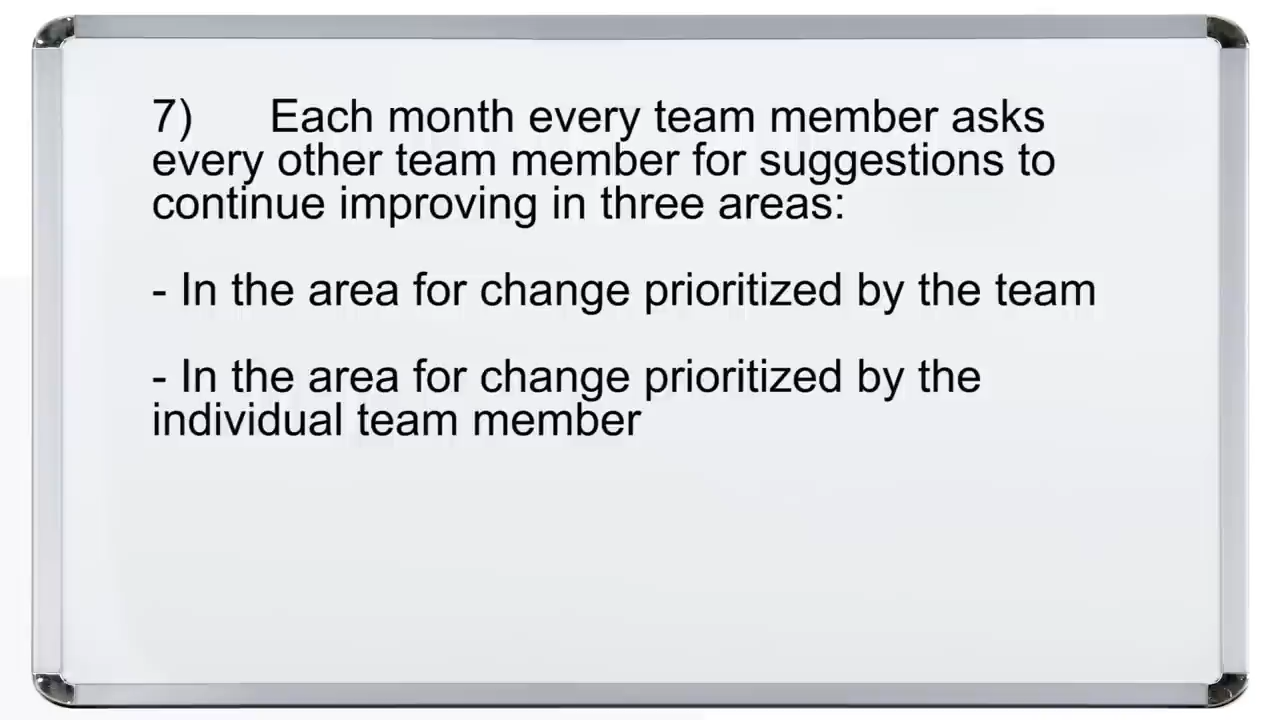 7) Each month every team member asks
every other team member for suggestions to
continue improving in three areas:
- In the area for change prioritized by the team
- In the area for change prioritized by the
individual team member